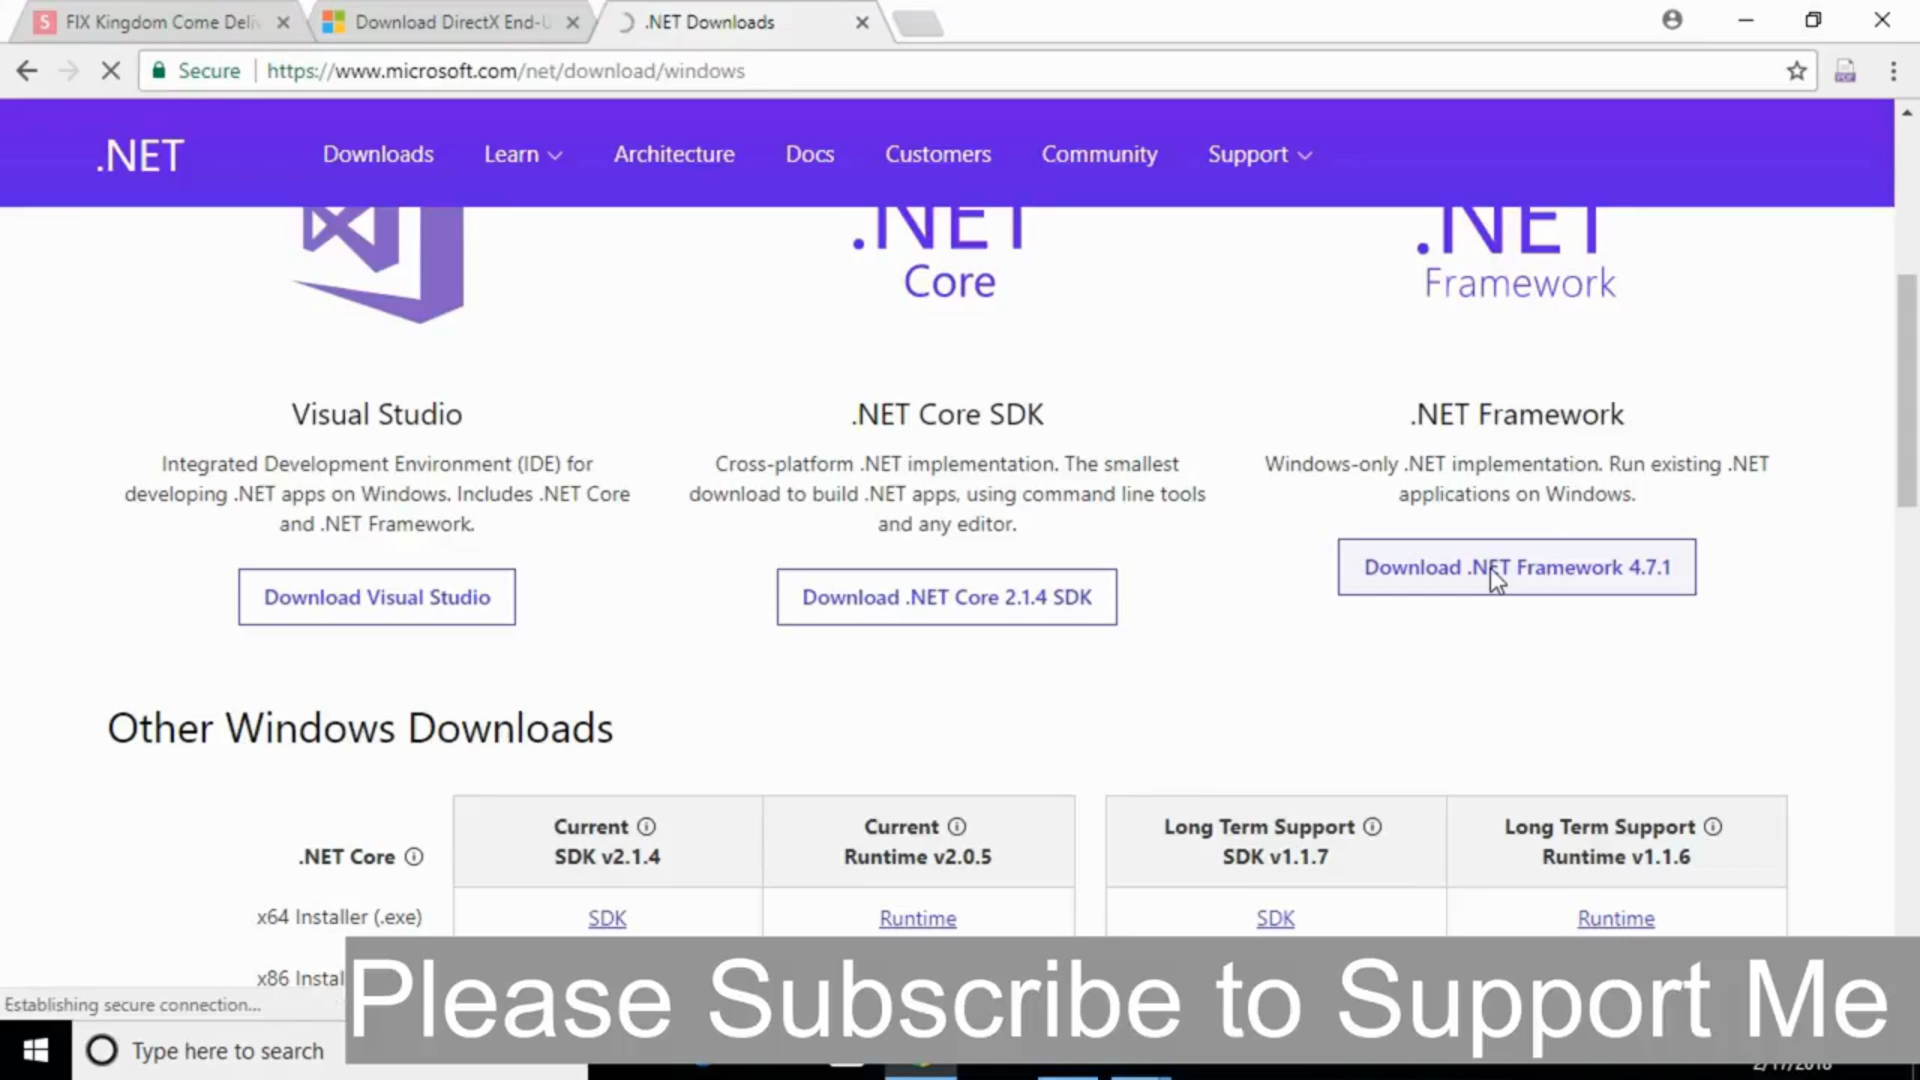 S FIX Kingdom Come Deli
Download DirectX End-U
.NET Downloads
Secure https://www.microsoft.com/net/download/windows
.NET Downloads Learn Architecture Docs Customers Community Support
.NET
Core
.NET
Framework
Visual Studio
Integrated Development Environment (IDE) for
developing .NET apps on Windows. Includes .NET Core
and .NET Framework.
Download Visual Studio
.NET Core SDK
Cross-platform .NET implementation. The smallest
download to build .NET apps, using command line tools
and any editor.
Download .NET Core 2.1.4 SDK
.NET Framework
Windows-only .NET implementation. Run existing .NET
applications on Windows.
Download .NET Framework 4.7.1
Other Windows Downloads
.NET Core
Current
SDK v2.1.4
Current
Runtime v2.0.5
Long Term Support
SDK v1.1.7
Long Term Support
Runtime v1.1.6
x64 Installer (.exe) SDK Runtime SDK Runtime
x86 Instal
Establishing secure connection...
Please Subscribe to Support Me
Type here to search
2/17/2018